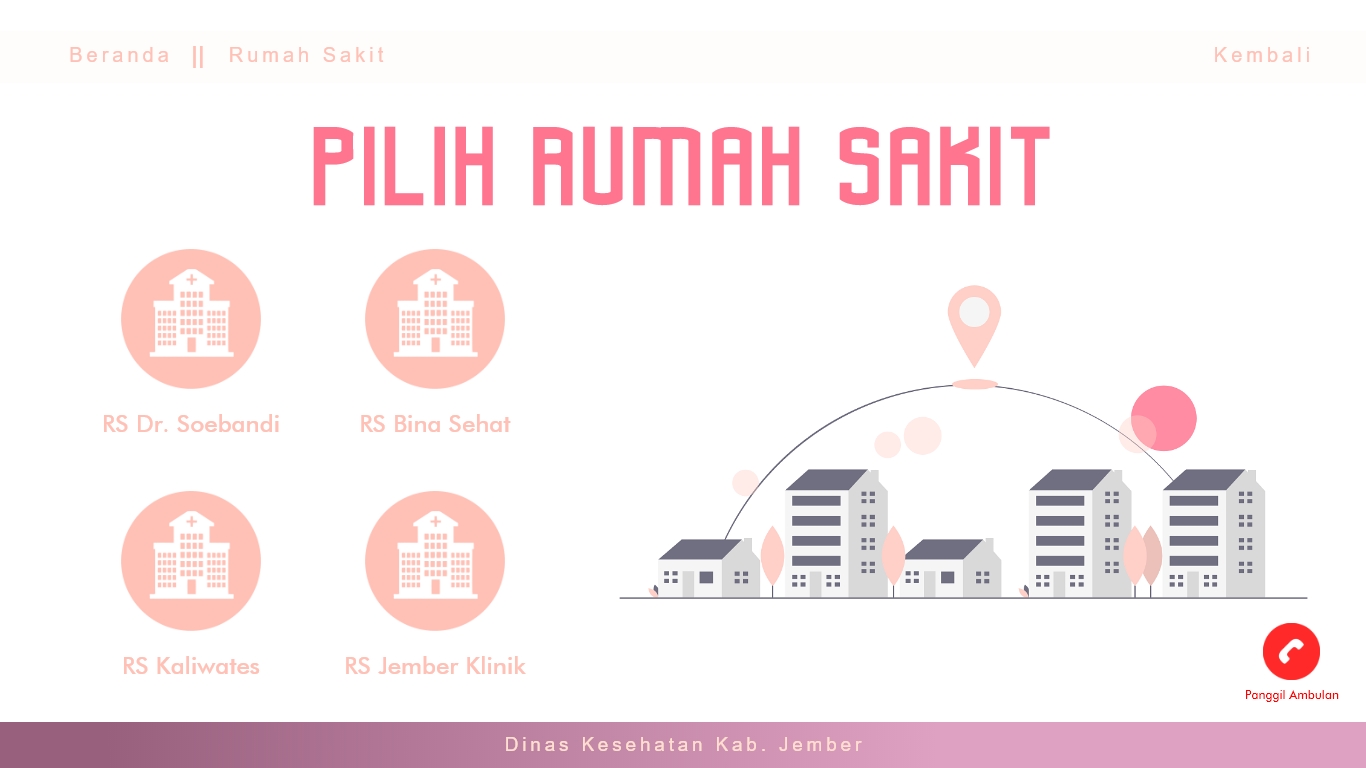 Beranda || Rumah Sakit
Kembali
PILIH RUMAH SAKIT
RS Dr. Soebandi
RS Bina Sehat
RS Kaliwates
RS Jember Klinik
Panggil Ambulan
Dinas Kesehatan Kab. Jember